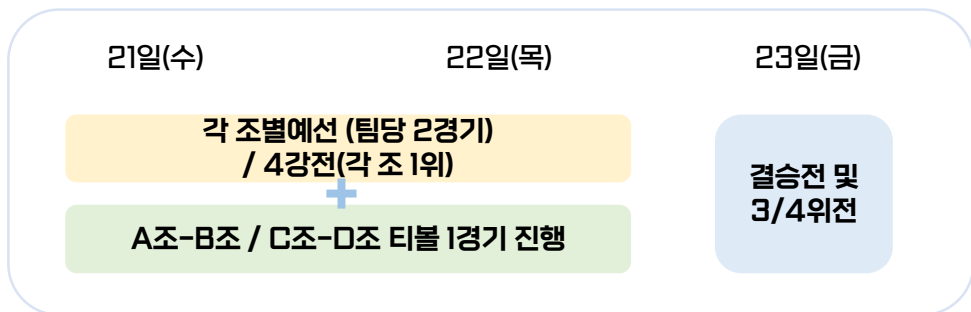 21일(수) 22일(목) 23일(금)
각 조별예선 (팀당 2경기)
/ 4강전(각 조 1위)
+
A조-B조 / C조-D조 티볼 1경기 진행
결승전 및
3/4위전